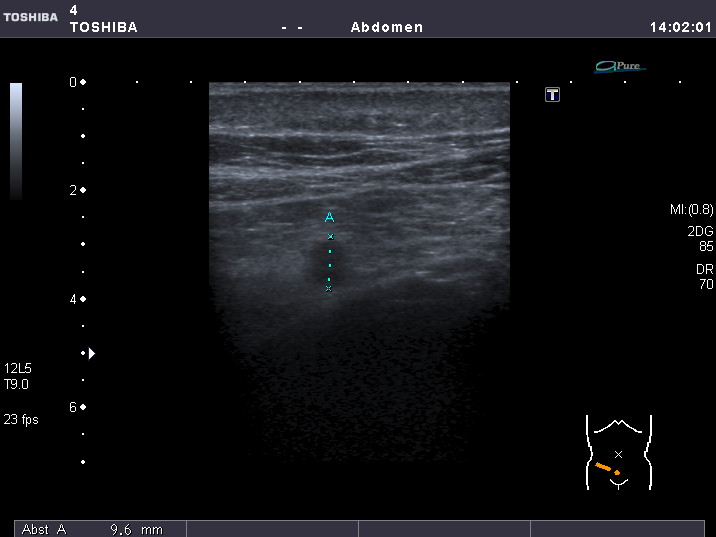 TOSHIBA
4
TOSHIBA - - Abdomen 14:02:01
aPure
T
0
2
4
6
A
MI:(0.8)
2DG
85
DR
70
12L5
T9.0
23 fps
Abst A 9.6 mm